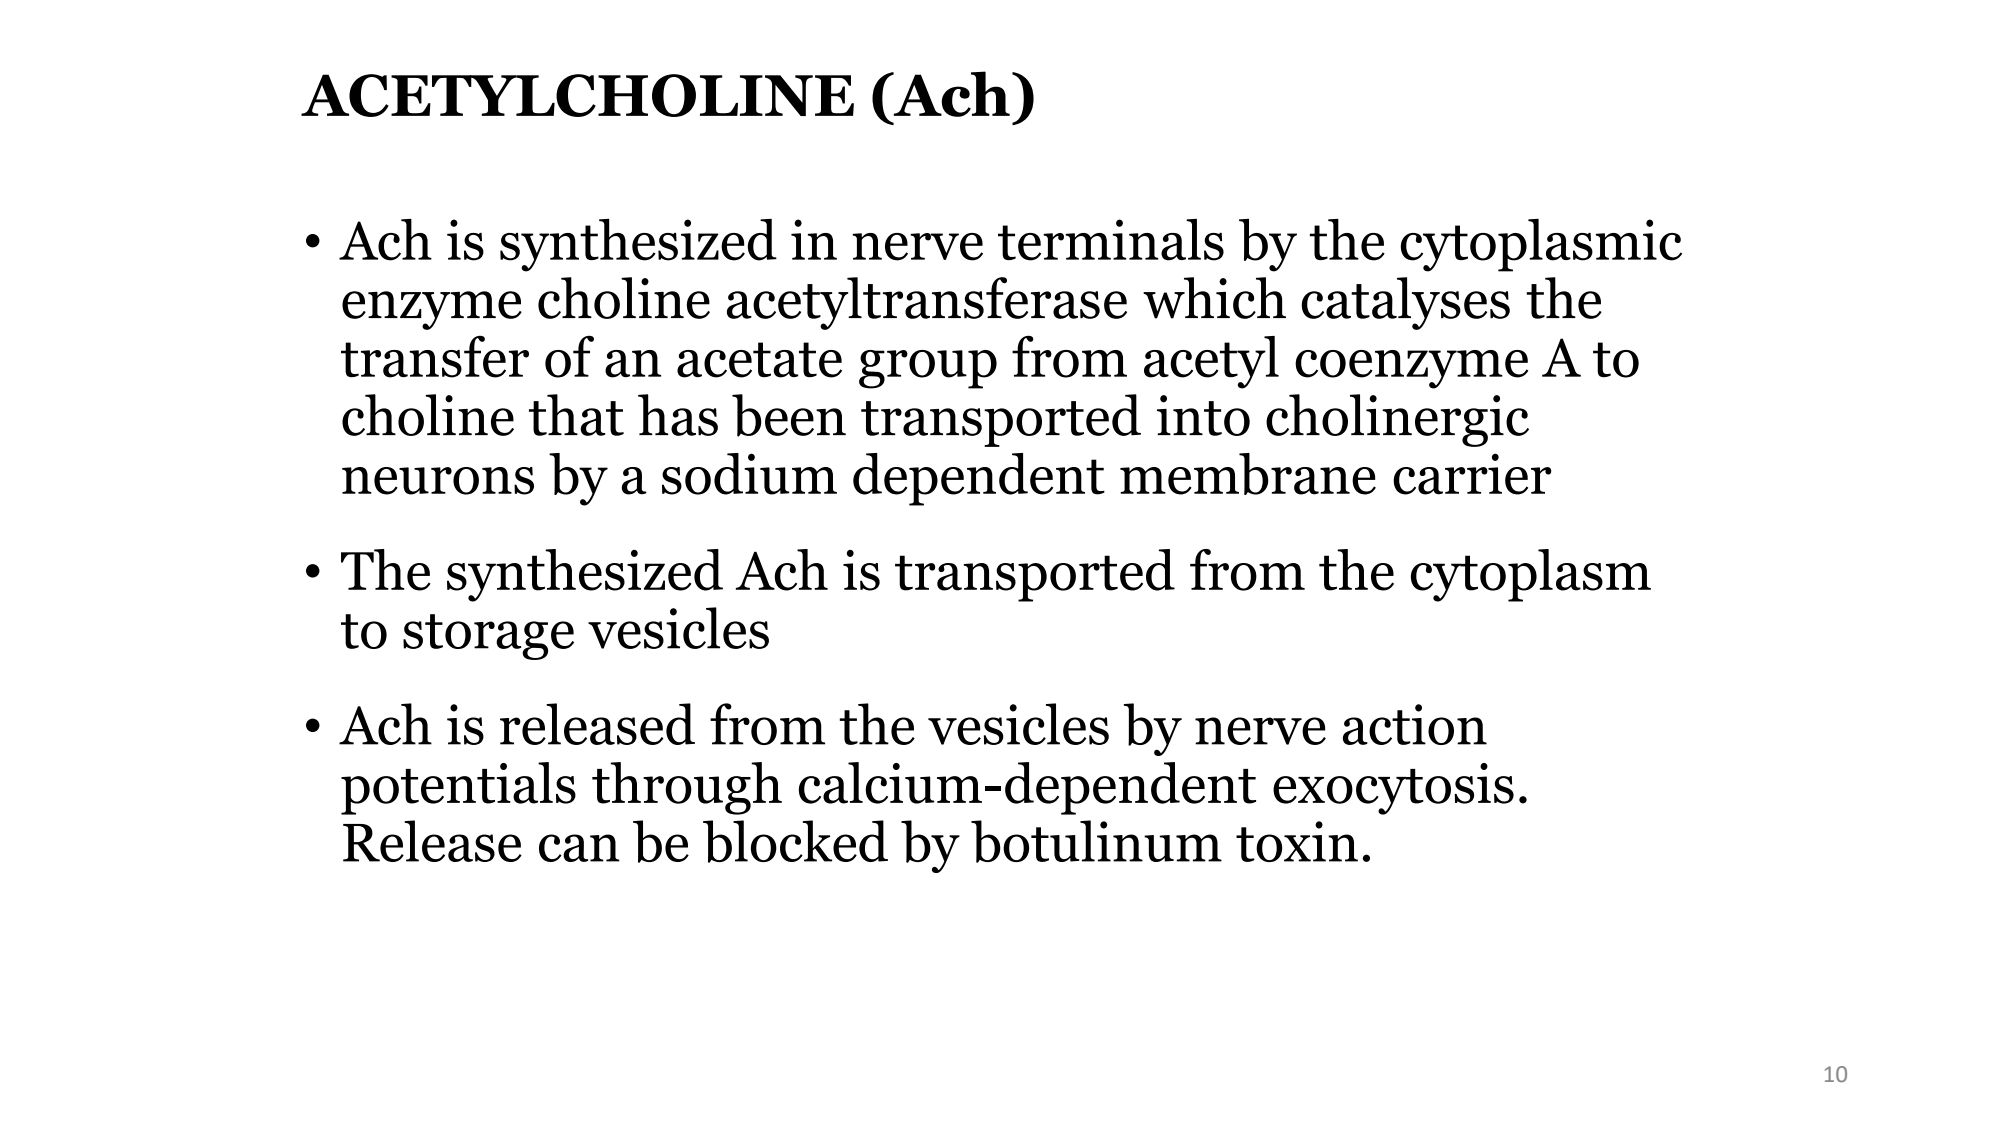 ACETYLCHOLINE (Ach)
• Ach is synthesized in nerve terminals by the cytoplasmic
enzyme choline acetyltransferase which catalyses the
transfer of an acetate group from acetyl coenzyme A to
choline that has been transported into cholinergic
neurons by a sodium dependent membrane carrier
• The synthesized Ach is transported from the cytoplasm
to storage vesicles
• Ach is released from the vesicles by nerve action
potentials through calcium-dependent exocytosis.
Release can be blocked by botulinum toxin.
10